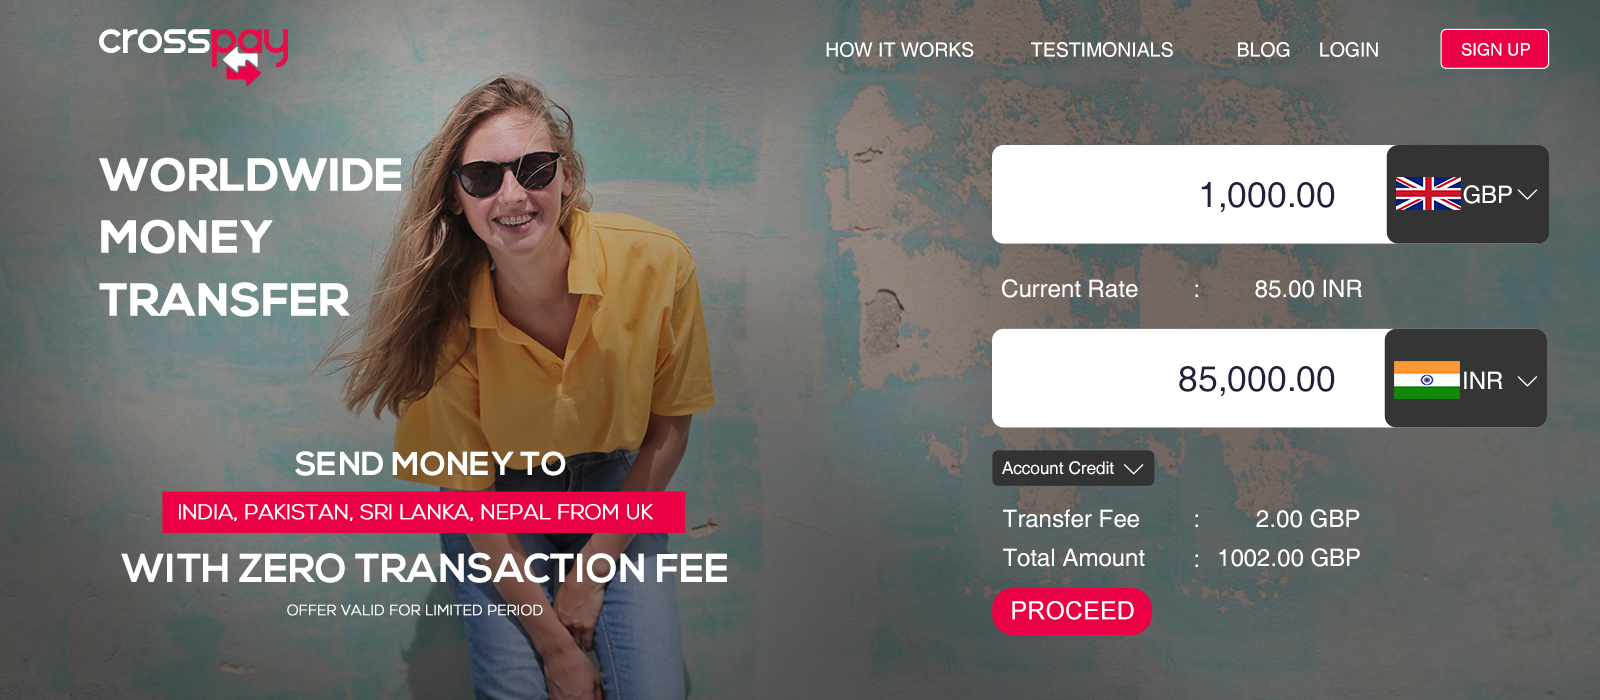 crosspay
HOW IT WORKS TESTIMONIALS BLOG LOGIN SIGN UP
WORLDWIDE
MONEY
TRANSFER
SEND MONEY TO
INDIA, PAKISTAN, SRI LANKA, NEPAL FROM UK
WITH ZERO TRANSACTION FEE
OFFER VALID FOR LIMITED PERIOD
1,000.00 GBP
Current Rate : 85.00 INR
85,000.00 INR
Account Credit
Transfer Fee : 2.00 GBP
Total Amount : 1002.00 GBP
PROCEED